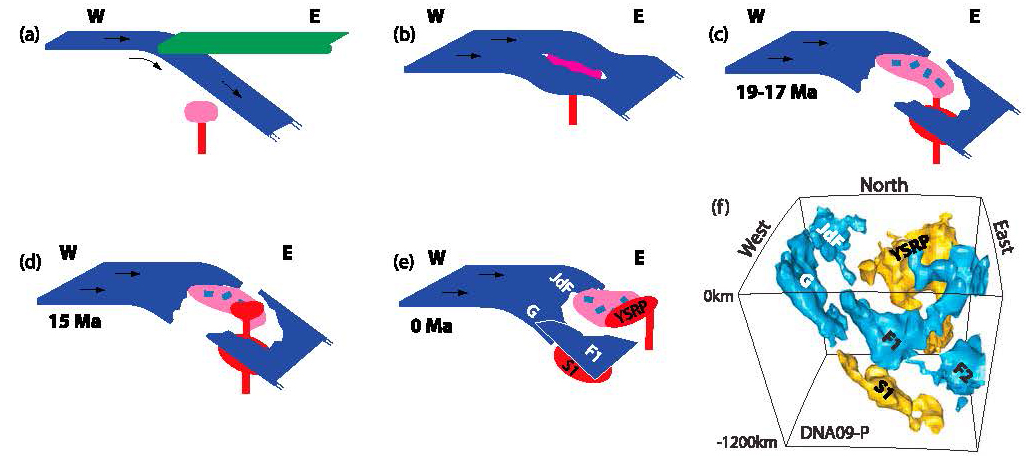 (a)
W
E
(b)
W
E
(c)
W
E
19-17 Ma
(d)
W
E
15 Ma
(e)
W
E
0 Ma
JdF
G
YSRP
F1
S1
(f)
North
West
East
JdF
YSRP
G
0km
F1
F2
S1
-1200km
DNA09-P